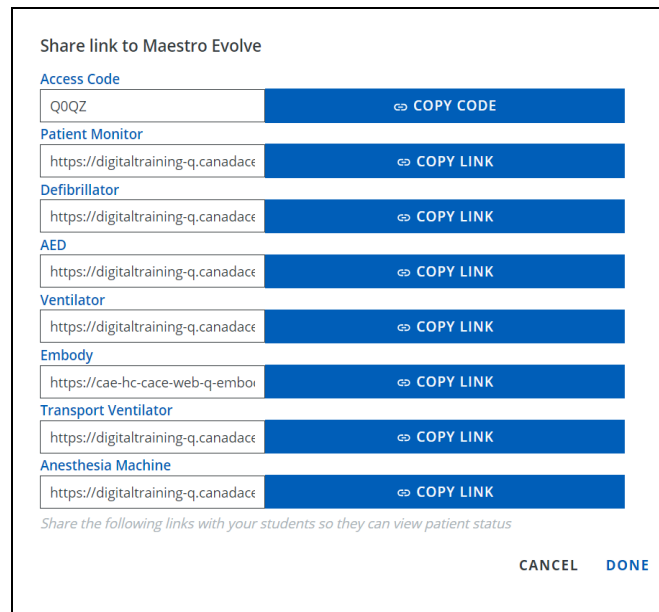 Share link to Maestro Evolve
Access Code
Q0QZ COPY CODE
Patient Monitor
https://digitaltraining-q.canadace COPY LINK
Defibrillator
https://digitaltraining-q.canadace COPY LINK
AED
https://digitaltraining-q.canadace COPY LINK
Ventilator
https://digitaltraining-q.canadace COPY LINK
Embody
https://cae-hc-cace-web-q-embo COPY LINK
Transport Ventilator
https://digitaltraining-q.canadace COPY LINK
Anesthesia Machine
https://digitaltraining-q.canadace COPY LINK
Share the following links with your students so they can view patient status
CANCEL DONE